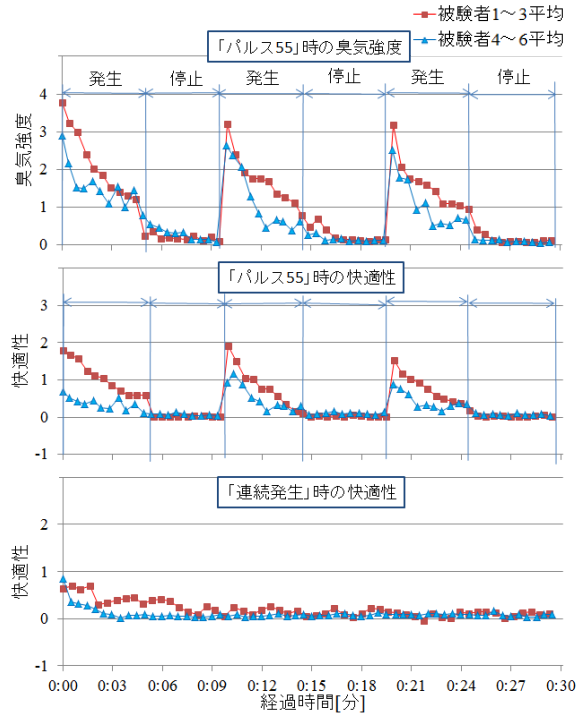 被験者1～3平均
被験者4～6平均
「パルス55」時の臭気強度
発生 停止 発生 停止 発生 停止
臭気強度
4
3
2
1
0
「パルス55」時の快適性
快適性
3
2
1
0
-1
「連続発生」時の快適性
快適性
2
1
0
-1
0:00 0:03 0:06 0:09 0:12 0:15 0:18 0:21 0:24 0:27 0:30
経過時間[分]